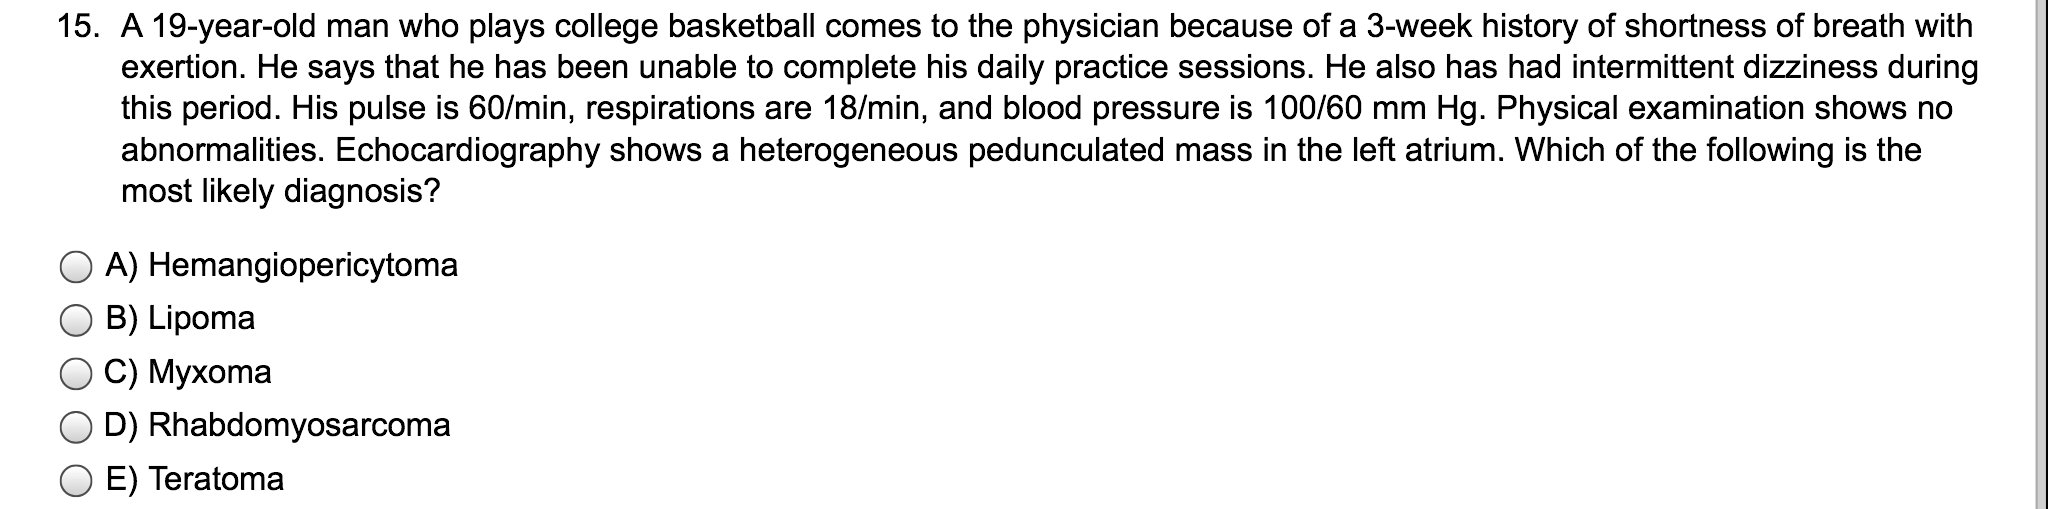 15. A 19-year-old man who plays college basketball comes to the physician because of a 3-week history of shortness of breath with
exertion. He says that he has been unable to complete his daily practice sessions. He also has had intermittent dizziness during
this period. His pulse is 60/min, respirations are 18/min, and blood pressure is 100/60 mm Hg. Physical examination shows no
abnormalities. Echocardiography shows a heterogeneous pedunculated mass in the left atrium. Which of the following is the
most likely diagnosis?
A) Hemangiopericytoma
B) Lipoma
C) Myxoma
D) Rhabdomyosarcoma
E) Teratoma